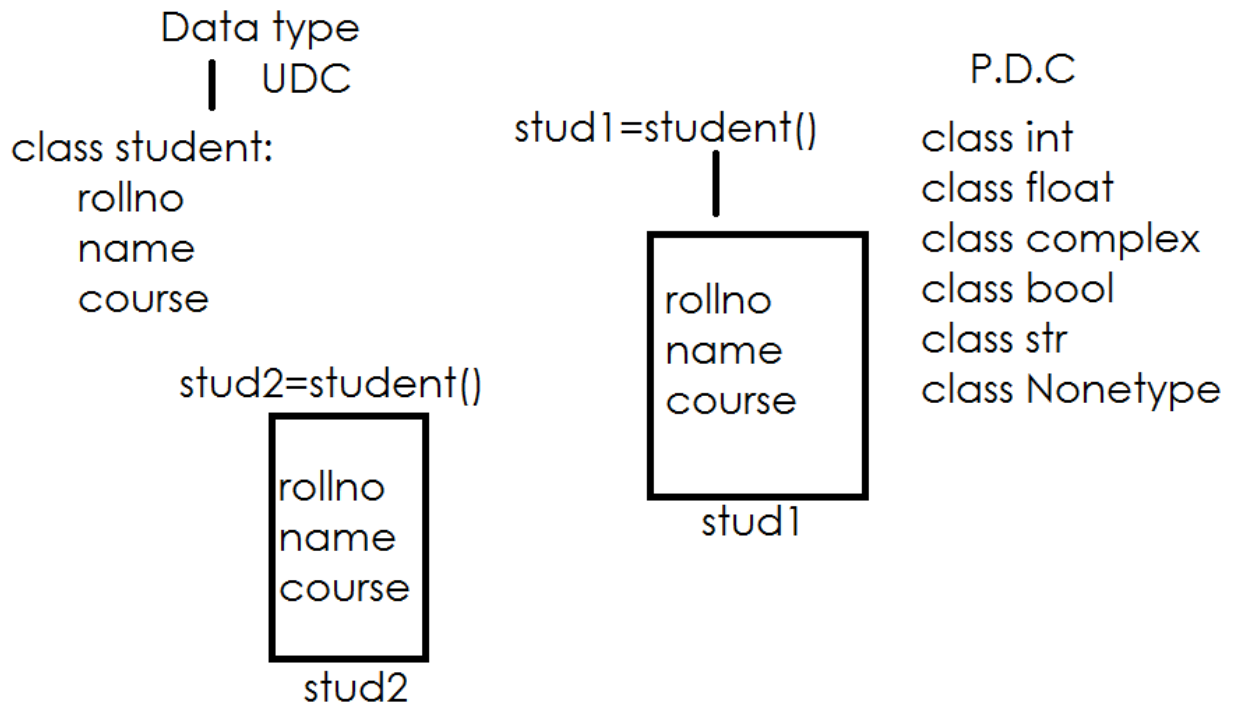 Data type
UDC
class student:
rollno
name
course
stud2=student()
rollno
name
course
stud2
stud1=student()
rollno
name
course
stud1
P.D.C
class int
class float
class complex
class bool
class str
class Nonetype